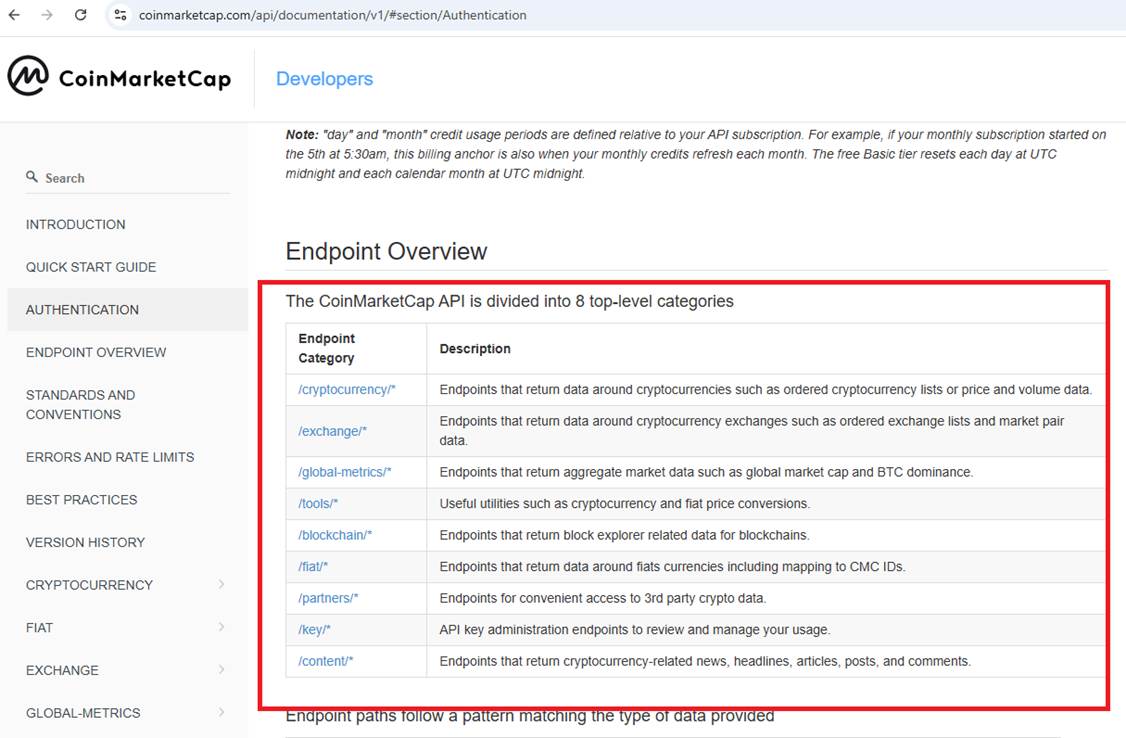 coinmarketcap.com/api/documentation/v1/#section/Authentication
CoinMarketCap
Developers
Search
INTRODUCTION
QUICK START GUIDE
AUTHENTICATION
ENDPOINT OVERVIEW
STANDARDS AND
CONVENTIONS
ERRORS AND RATE LIMITS
BEST PRACTICES
VERSION HISTORY
CRYPTOCURRENCY
FIAT
EXCHANGE
GLOBAL-METRICS
Note: "day" and "month" credit usage periods are defined relative to your API subscription. For example, if your monthly subscription started on
the 5th at 5:30am, this billing anchor is also when your monthly credits refresh each month. The free Basic tier resets each day at UTC
midnight and each calendar month at UTC midnight.
Endpoint Overview
The CoinMarketCap API is divided into 8 top-level categories
Endpoint
Category
Description
/cryptocurrency/* Endpoints that return data around cryptocurrencies such as ordered cryptocurrency lists or price and volume data.
/exchange/* Endpoints that return data around cryptocurrency exchanges such as ordered exchange lists and market pair
data.
/global-metrics/* Endpoints that return aggregate market data such as global market cap and BTC dominance.
/tools/* Useful utilities such as cryptocurrency and fiat price conversions.
/blockchain/* Endpoints that return block explorer related data for blockchains.
/fiat/* Endpoints that return data around fiats currencies including mapping to CMC IDs.
/partners/* Endpoints for convenient access to 3rd party crypto data.
/key/* API key administration endpoints to review and manage your usage.
/content/* Endpoints that return cryptocurrency-related news, headlines, articles, posts, and comments.
Endpoint paths follow a pattern matching the type of data provided